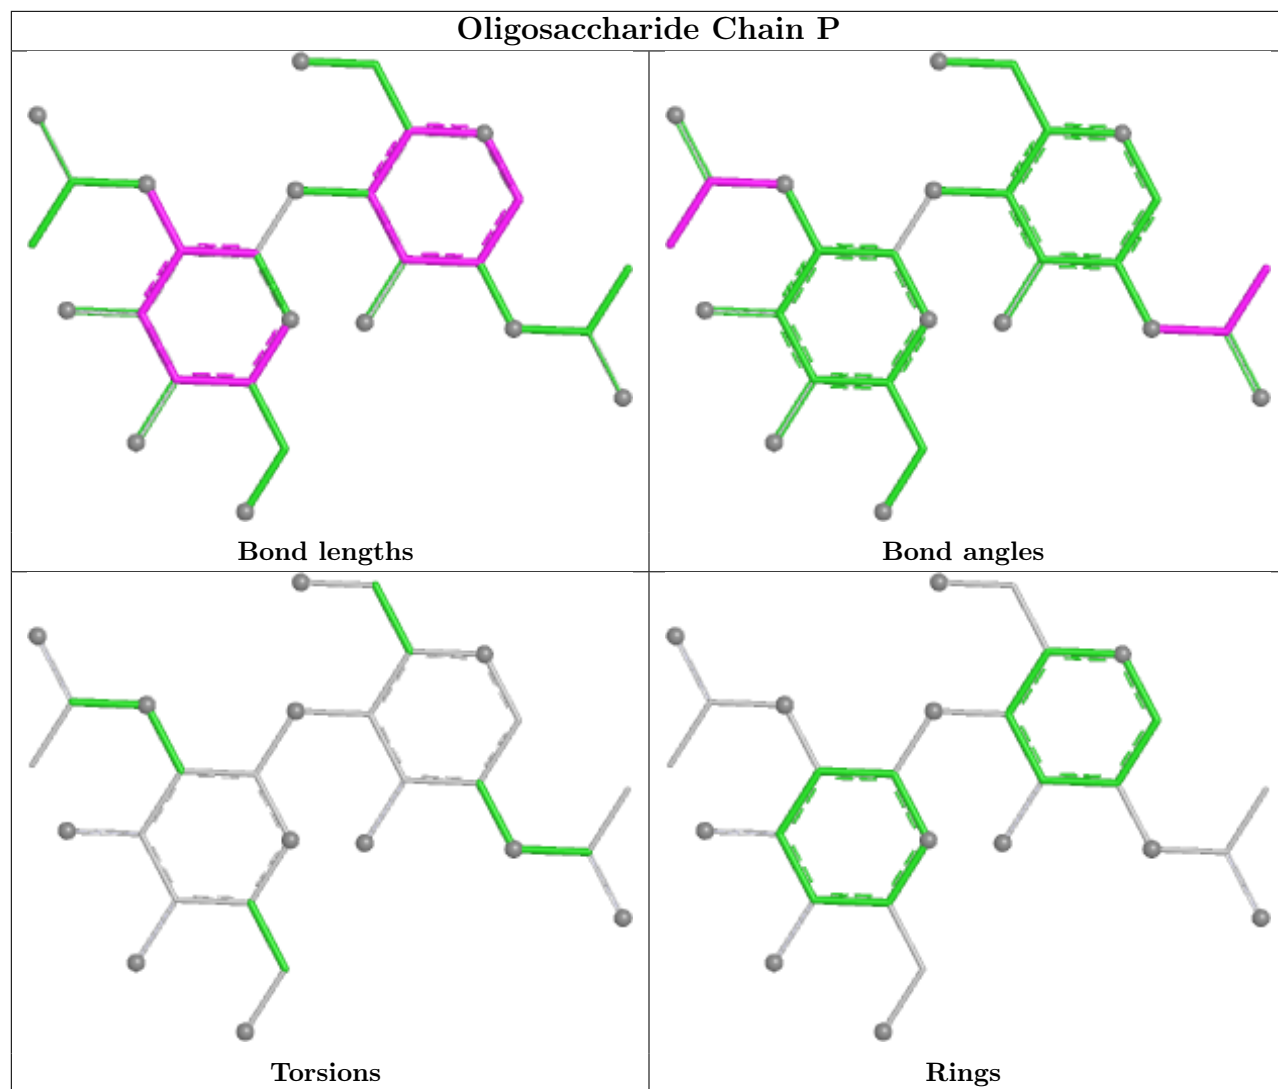 Oligosaccharide Chain P
Bond lengths
Bond angles
Torsions
Rings